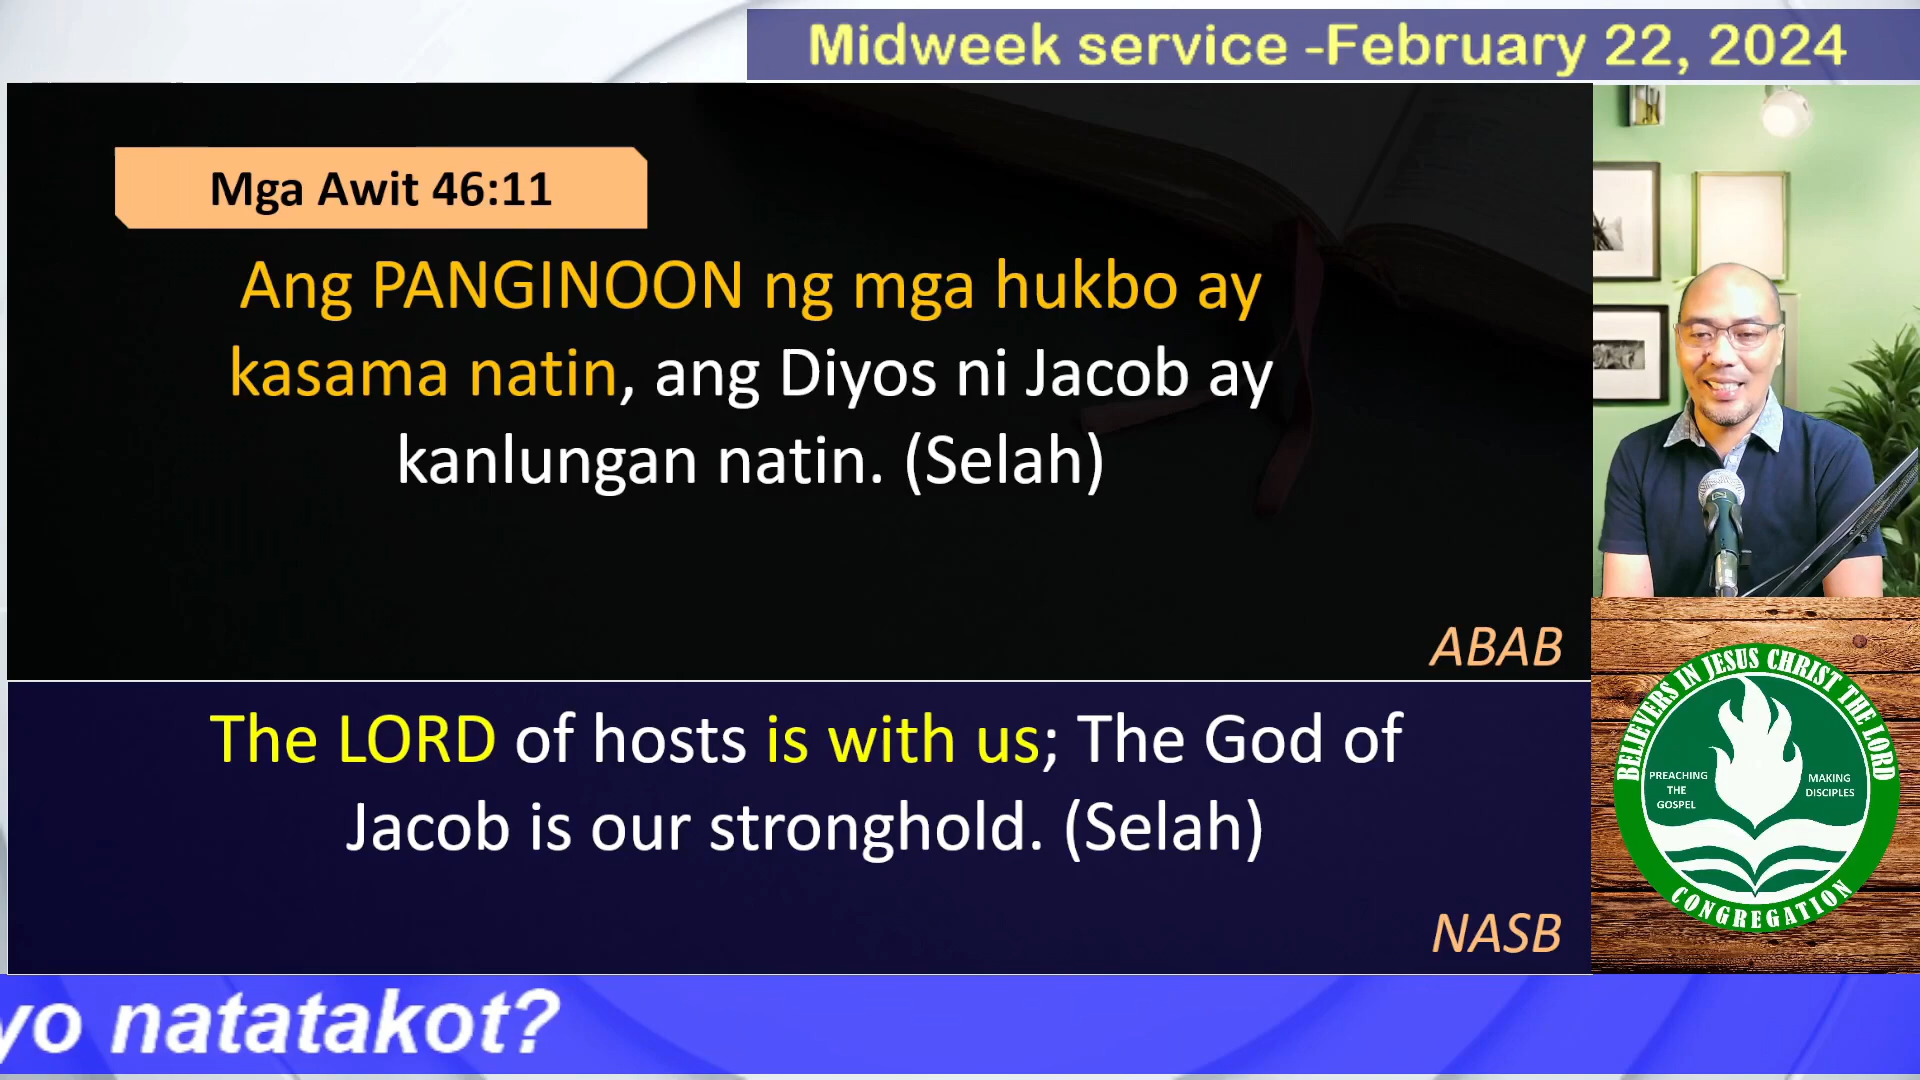 Midweek service -February 22, 2024
Mga Awit 46:11
Ang PANGINOON ng mga hukbo ay
kasama natin, ang Diyos ni Jacob ay
kanlungan natin. (Selah)
ABAB
The LORD of hosts is with us; The God of
Jacob is our stronghold. (Selah)
NASB
BELIEVERS IN JESUS CHRIST THE LORD
PREACHING
THE
GOSPEL
MAKING
DISCIPLES
CONGREGATION
yo natatakot?